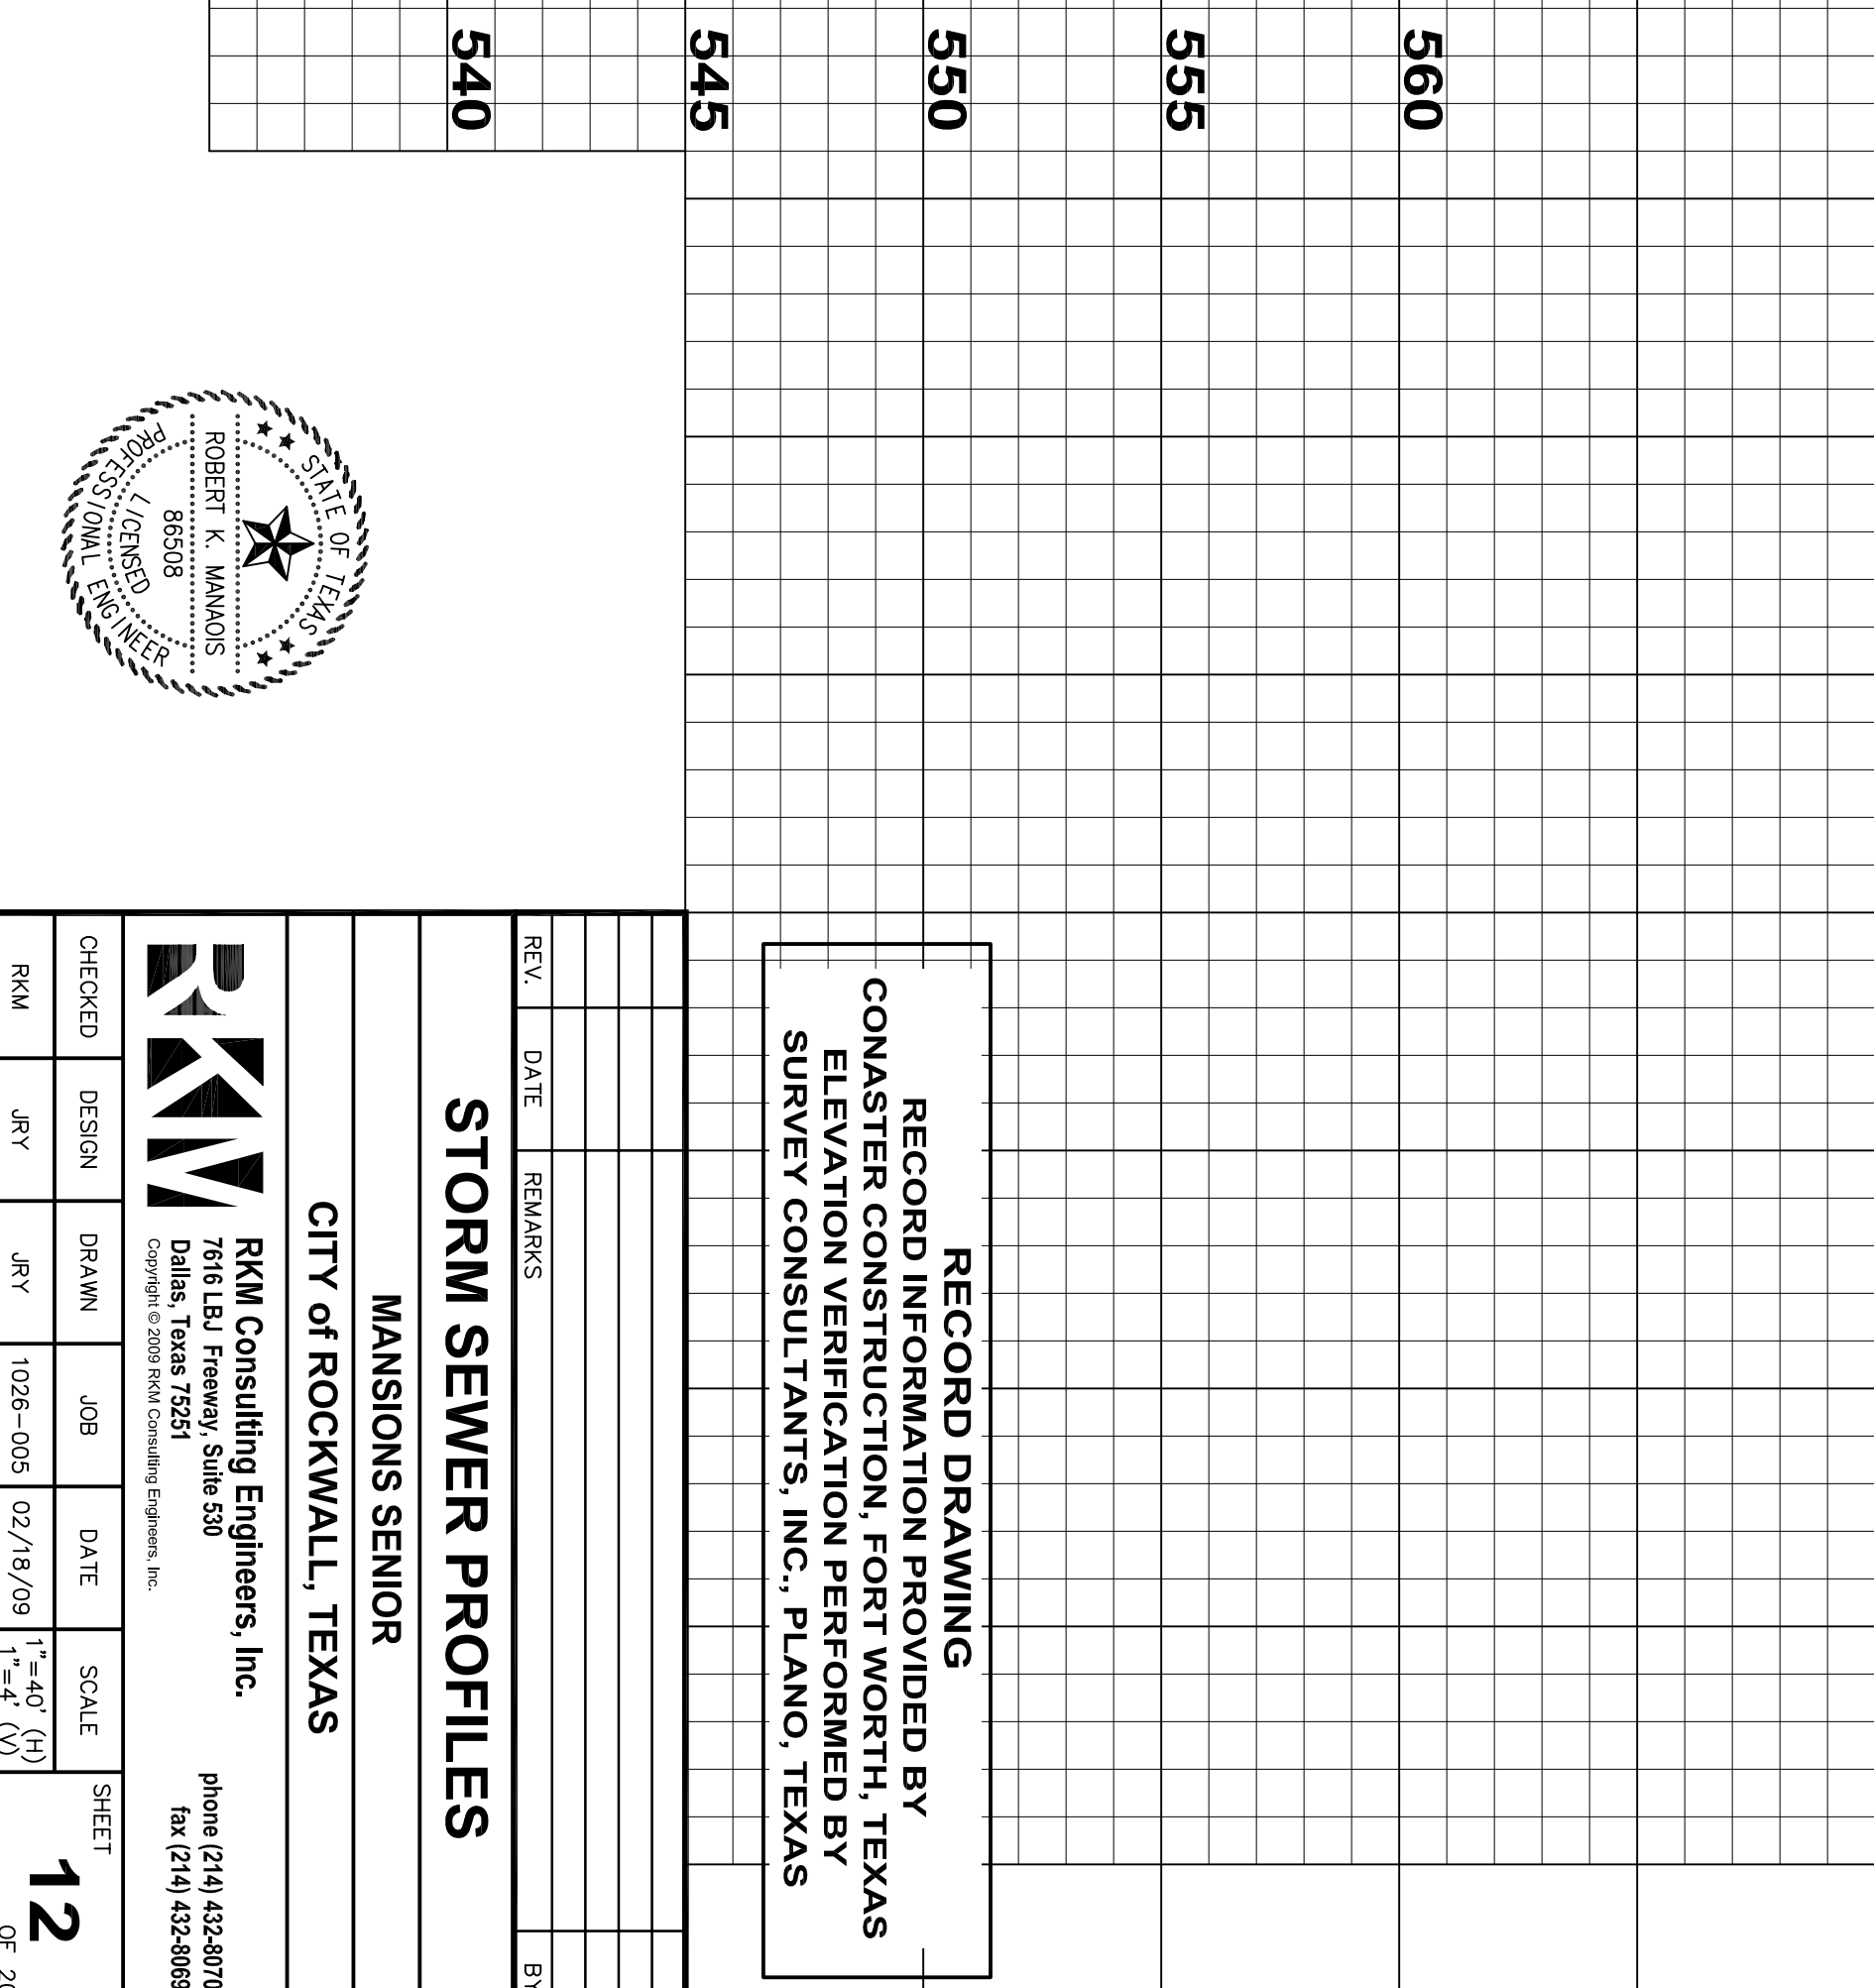 560
555
550
545
540
RECORD DRAWING
RECORD INFORMATION PROVIDED BY
CONASTER CONSTRUCTION, FORT WORTH, TEXAS
ELEVATION VERIFICATION PERFORMED BY
SURVEY CONSULTANTS, INC., PLANO, TEXAS
STATE OF TEXAS
ROBERT K. MANAOIS
86508
LICENSED
PROFESSIONAL ENGINEER
REV. DATE REMARKS BY
STORM SEWER PROFILES
MANSIONS SENIOR
CITY of ROCKWALL, TEXAS
RKM
RKM Consulting Engineers, Inc.
7616 LBJ Freeway, Suite 530
Dallas, Texas 75251
Copyright © 2009 RKM Consulting Engineers, Inc.
phone (214) 432-8070
fax (214) 432-8069
CHECKED DESIGN DRAWN JOB DATE SCALE SHEET
RKM JRY JRY 1026-005 02/18/09 1"=40' (H)
1"=4' (V)
12
OF